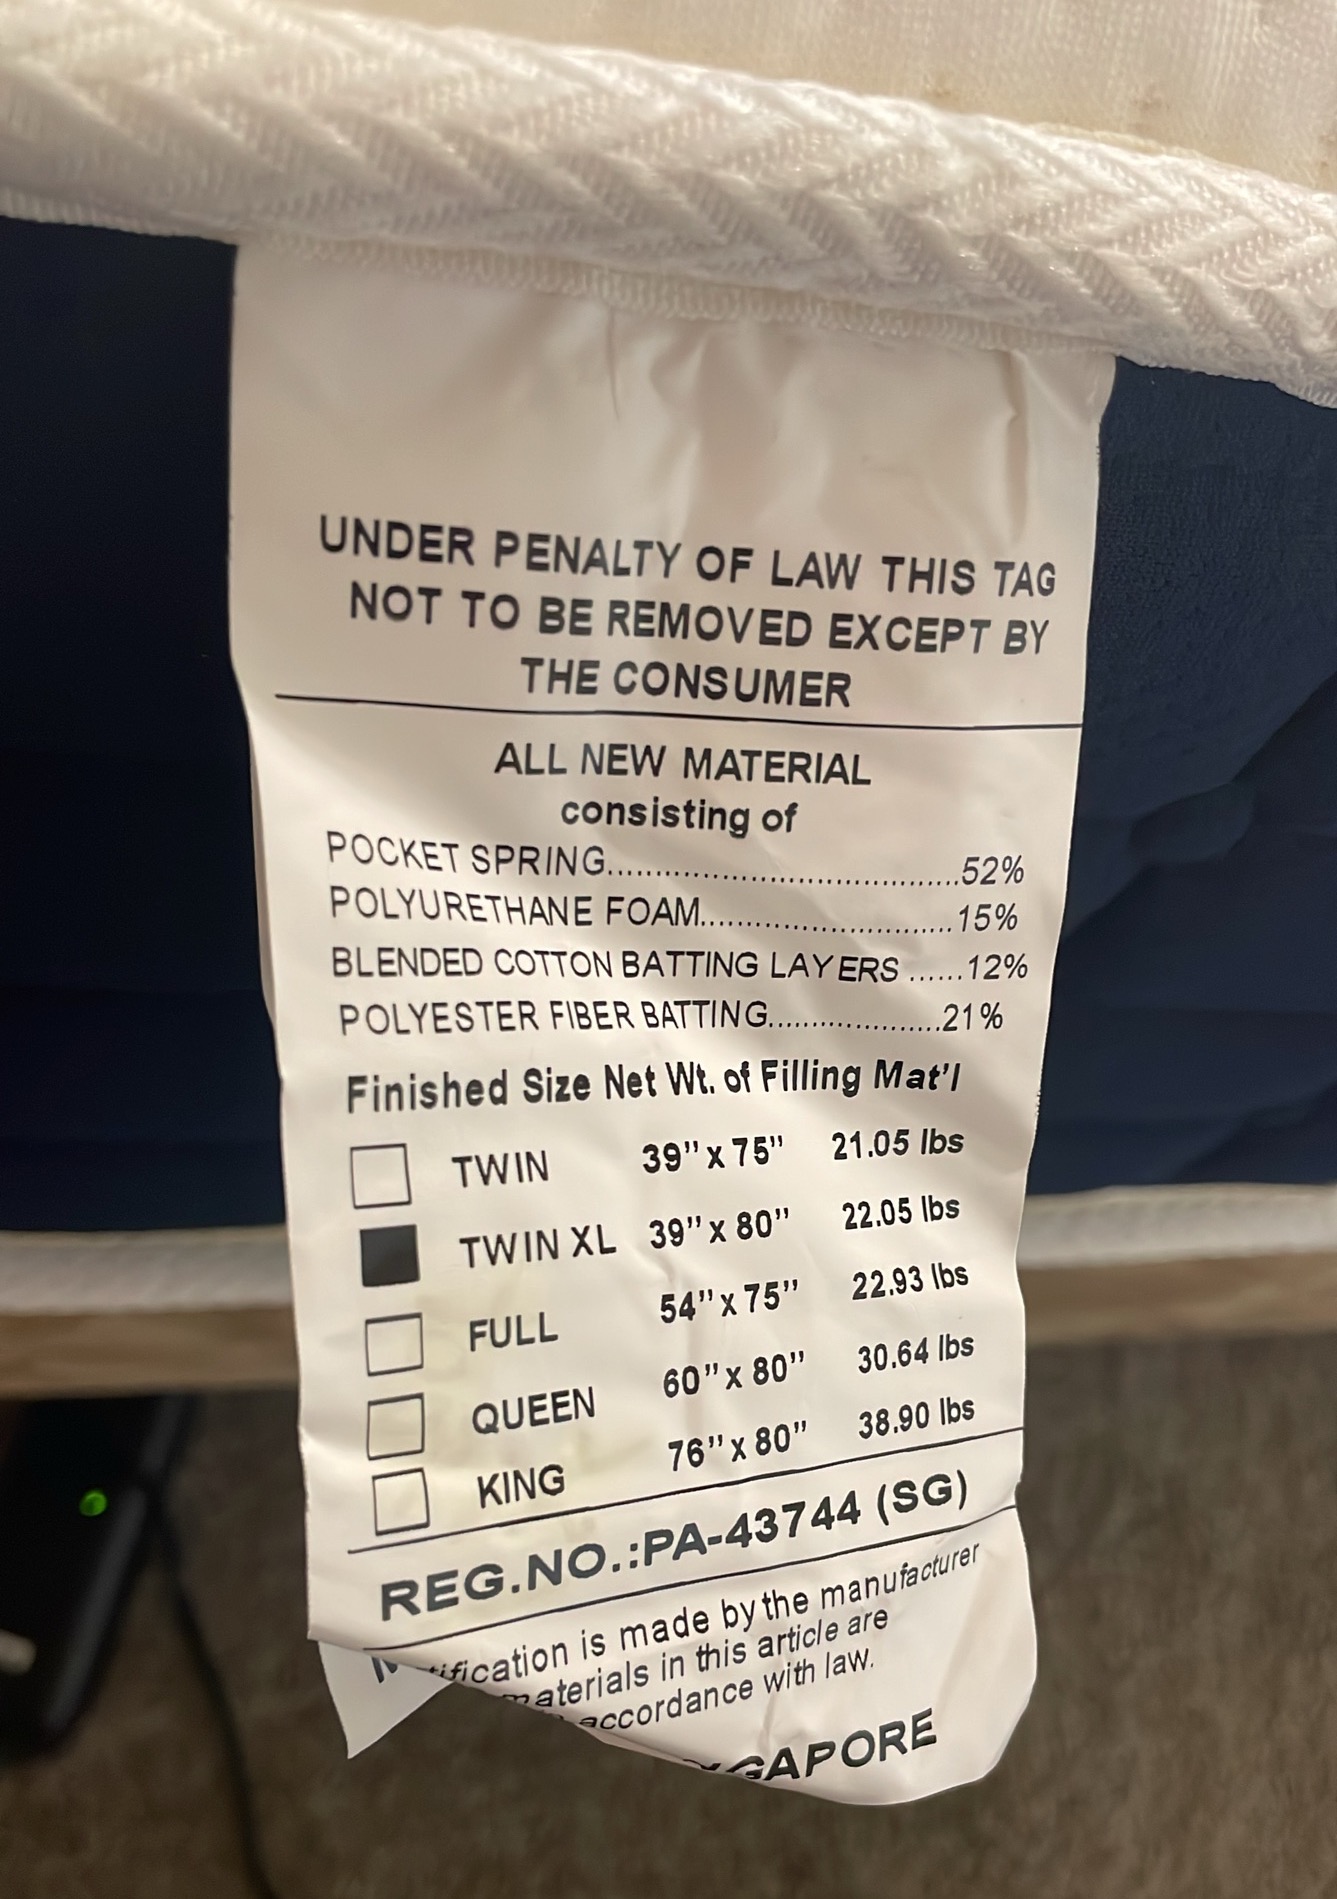 UNDER PENALTY OF LAW THIS TAG
NOT TO BE REMOVED EXCEPT BY
THE CONSUMER
ALL NEW MATERIAL
consisting of
POCKET SPRING.......................................52%
POLYURETHANE FOAM............................15%
BLENDED COTTON BATTING LAYERS ......12%
POLYESTER FIBER BATTING....................21%
Finished Size Net Wt. of Filling Mat'l
TWIN 39"x 75" 21.05 lbs
TWIN XL 39"x 80" 22.05 lbs
FULL 54"x 75" 22.93 lbs
QUEEN 60"x 80" 30.64 lbs
KING 76"x 80" 38.90 lbs
REG.NO.:PA-43744 (SG)
is made by the manufacturer
in this article are
accordance with law.